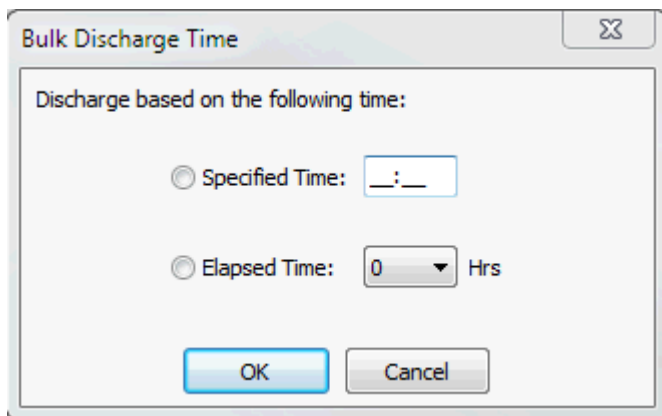 Bulk Discharge Time
Discharge based on the following time:
Specified Time: __:__
Elapsed Time: 0 Hrs
OK Cancel